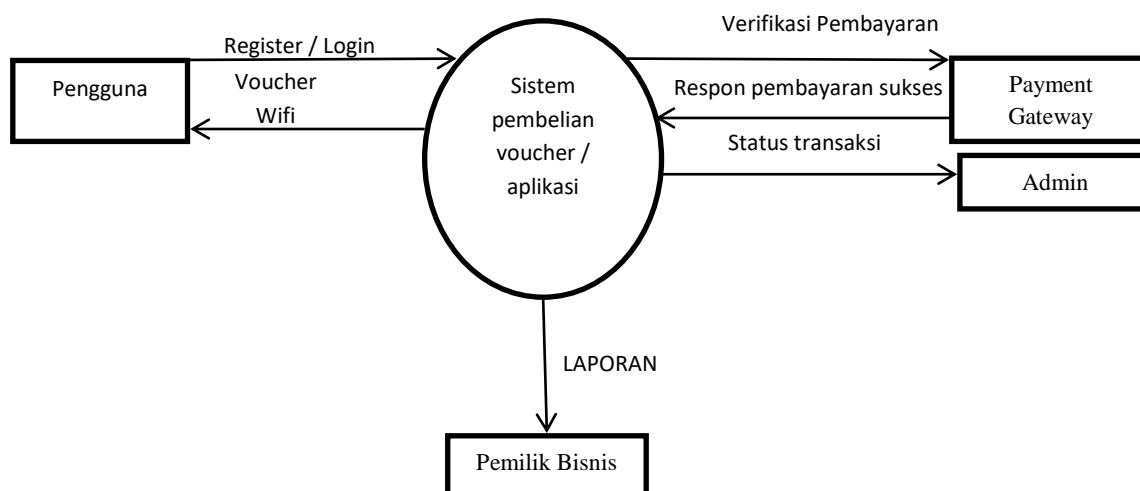 Verifikasi Pembayaran
Register / Login
Pengguna
Voucher
Wifi
Sistem
pembelian
voucher /
aplikasi
Respon pembayaran sukses
Payment
Gateway
Status transaksi
Admin
LAPORAN
Pemilik Bisnis